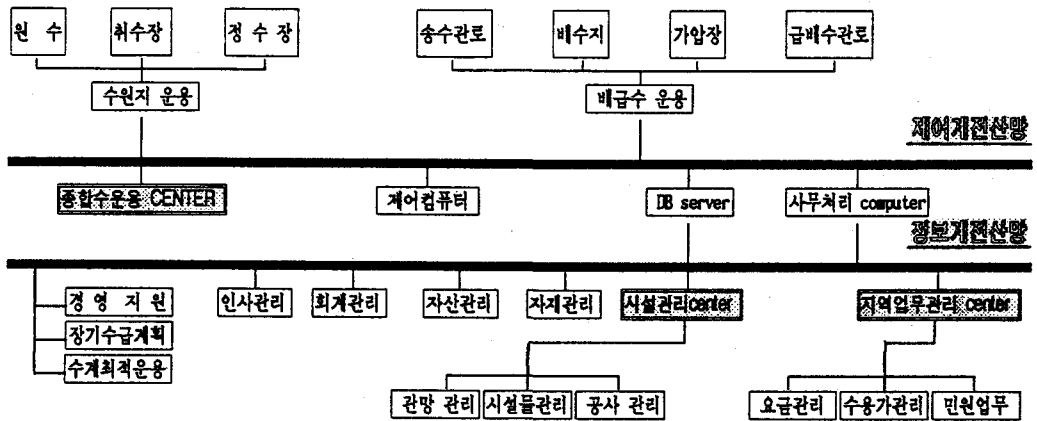 원 수
취수장
정 수 장
송수관로
배수지
가압장
급배수관로
수원지 운용
배급수 운용
제어계전산망
종합수운용 CENTER
제어컴퓨터
DB server
사무처리 computer
정보계전산망
경 영 지 원
인사관리
회계관리
자산관리
자재관리
시설관리center
지역업무관리 center
장기수급계획
수계최적운용
관망 관리
시설물관리
공사 관리
요금관리
수용가관리
민원업무